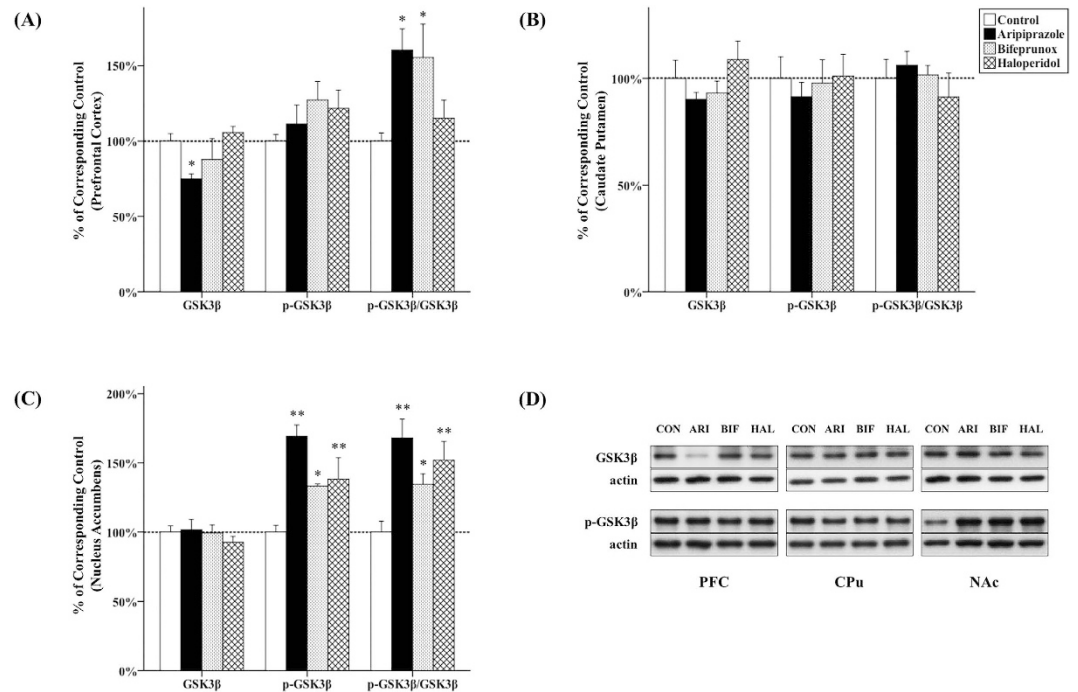 (A)
% of Corresponding Control
(Prefrontal Cortex)
150%
100%
50%
0%
* * *
GSK3β p-GSK3β p-GSK3β/GSK3β
(B)
% of Corresponding Control
(Caudate Putamen)
100%
50%
0%
GSK3β p-GSK3β p-GSK3β/GSK3β
Control
Aripiprazole
Bifeprunox
Haloperidol
(C)
% of Corresponding Control
(Nucleus Accumbens)
200%
150%
100%
50%
0%
** * ** ** * **
GSK3β p-GSK3β p-GSK3β/GSK3β
(D)
CON ARI BIF HAL CON ARI BIF HAL CON ARI BIF HAL
GSK3β
actin
p-GSK3β
actin
PFC CPu NAc